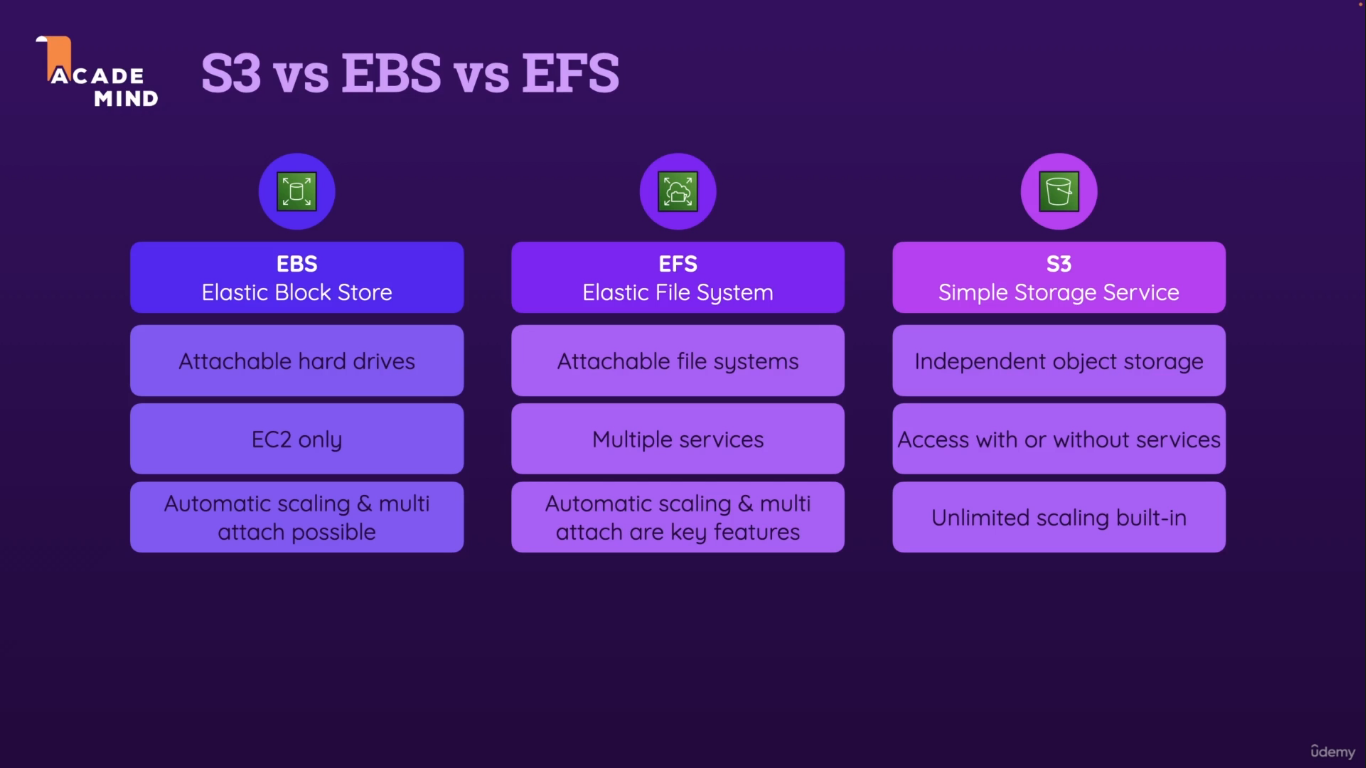 ACADE
MIND
S3 vs EBS vs EFS
EBS
Elastic Block Store
Attachable hard drives
EC2 only
Automatic scaling & multi
attach possible
EFS
Elastic File System
Attachable file systems
Multiple services
Automatic scaling & multi
attach are key features
S3
Simple Storage Service
Independent object storage
Access with or without services
Unlimited scaling built-in
ûdemy